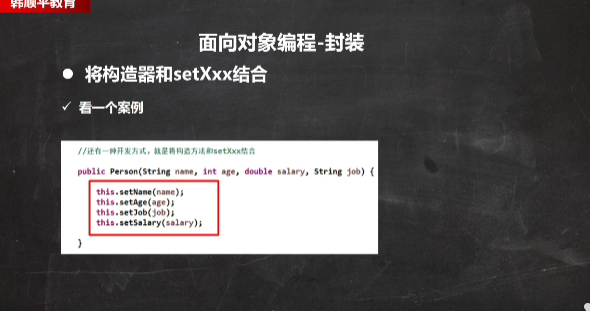 韩顺平教育
面向对象编程-封装
将构造器和setXxx结合
看一个案例
//还有一种开发方式，就是将构造方法和setXxx结合
public Person(String name, int age, double salary, String job) {
this.setName(name);
this.setAge(age);
this.setJob(job);
this.setSalary(salary);
}